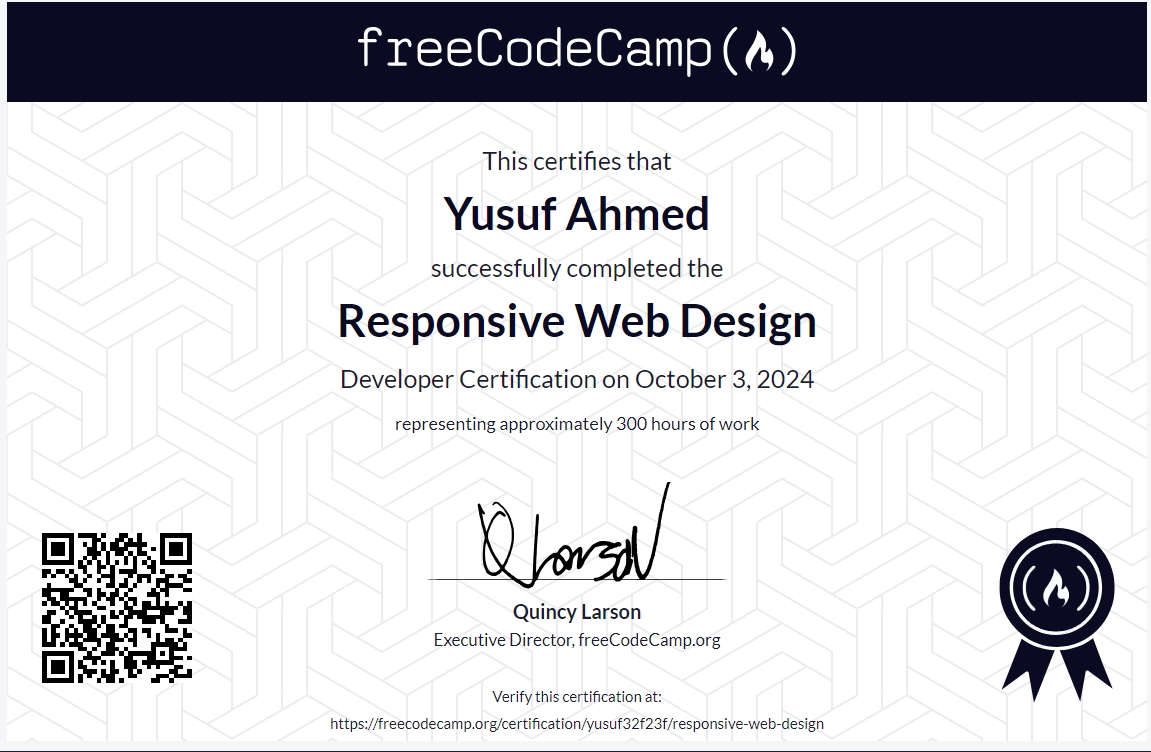 freeCodeCamp
This certifies that
Yusuf Ahmed
successfully completed the
Responsive Web Design
Developer Certification on October 3, 2024
representing approximately 300 hours of work
Q Larson
Quincy Larson
Executive Director, freeCodeCamp.org
Verify this certification at:
https://freecodecamp.org/certification/yusuf32f23f/responsive-web-design